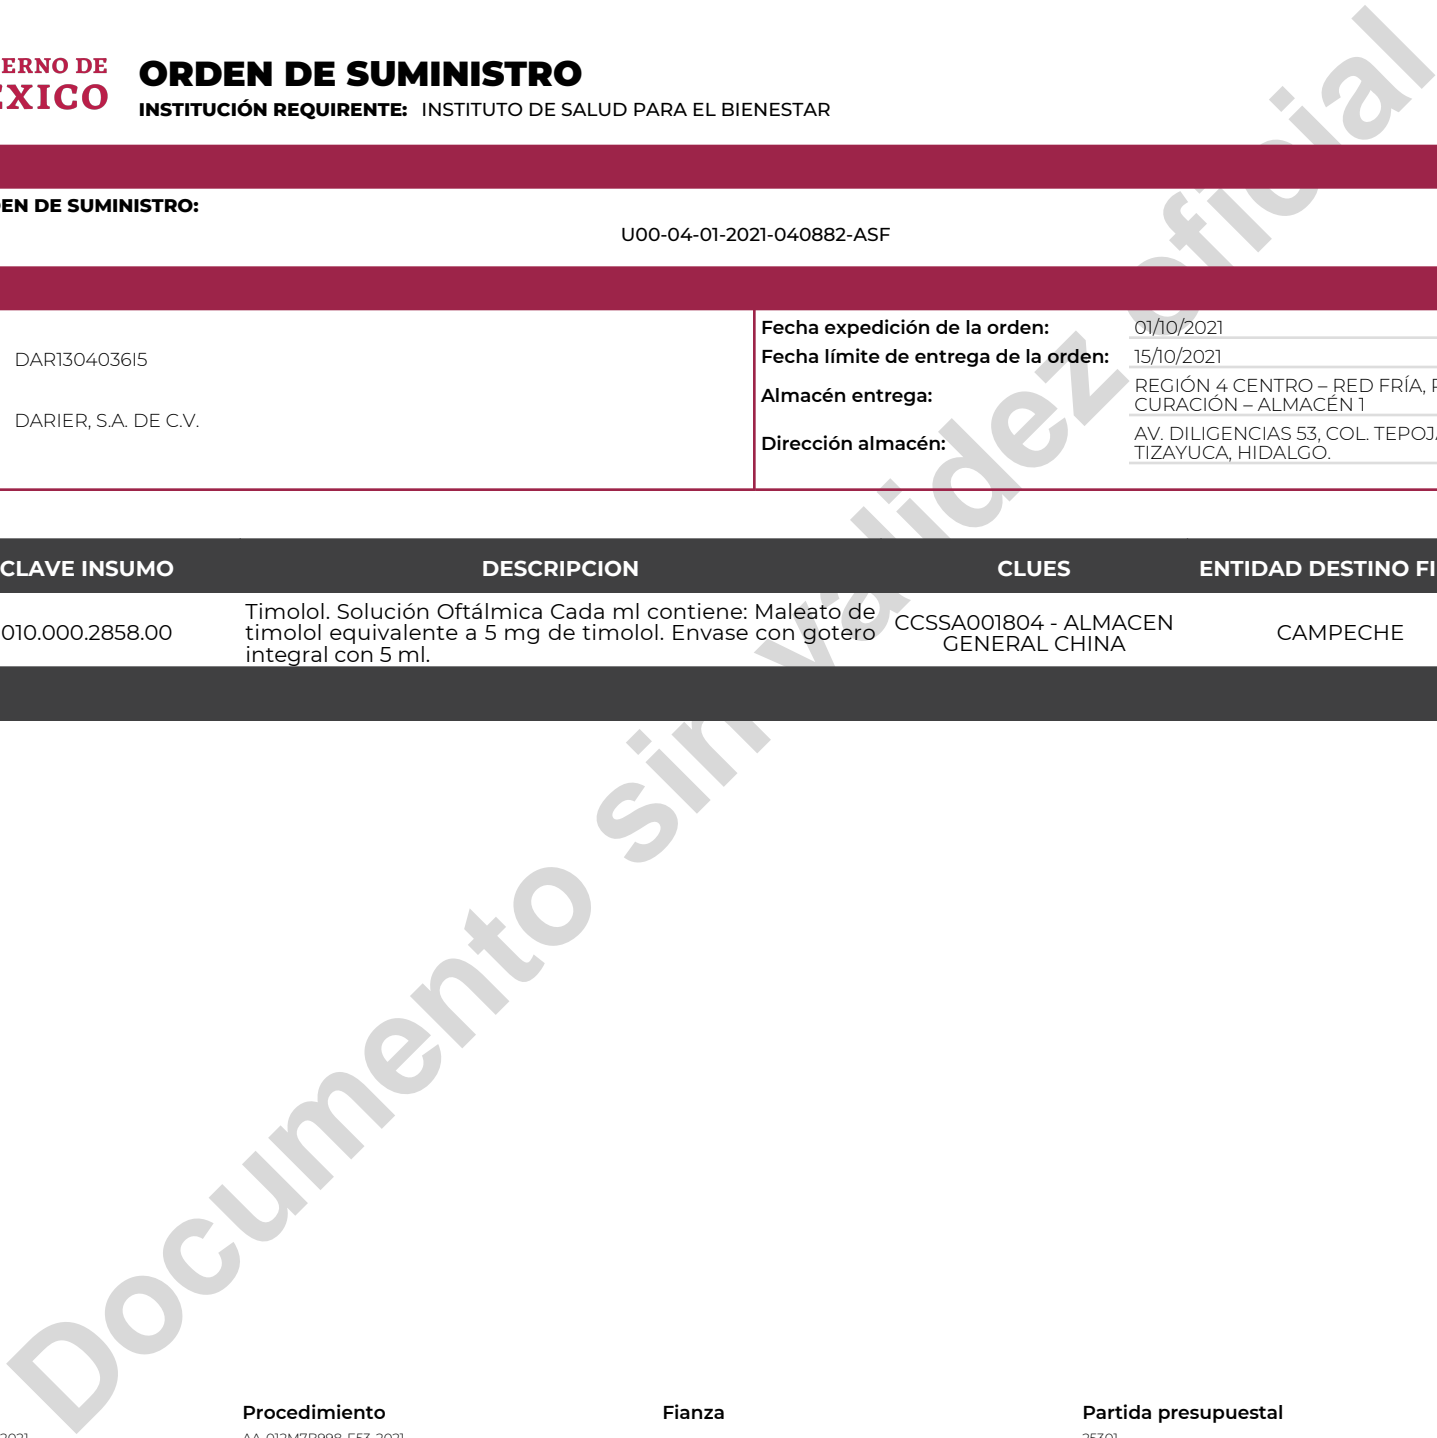 ERNO DE
ÉXICO
ORDEN DE SUMINISTRO
INSTITUCIÓN REQUIRENTE: INSTITUTO DE SALUD PARA EL BIENESTAR
EN DE SUMINISTRO:
U00-04-01-2021-040882-ASF
DAR1304036I5
DARIER, S.A. DE C.V.
Fecha expedición de la orden: 01/10/2021
Fecha límite de entrega de la orden: 15/10/2021
Almacén entrega: REGIÓN 4 CENTRO – RED FRÍA,
CURACIÓN – ALMACÉN 1
Dirección almacén: AV. DILIGENCIAS 53, COL. TEPOJ
TIZAYUCA, HIDALGO.
CLAVE INSUMO DESCRIPCION CLUES ENTIDAD DESTINO FI
010.000.2858.00 Timolol. Solución Oftálmica Cada ml contiene: Maleato de
timolol equivalente a 5 mg de timolol. Envase con gotero
integral con 5 ml.
CCSSA001804 - ALMACEN
GENERAL CHINA
CAMPECHE
Documento sin validez oficial
Procedimiento Fianza Partida presupuestal